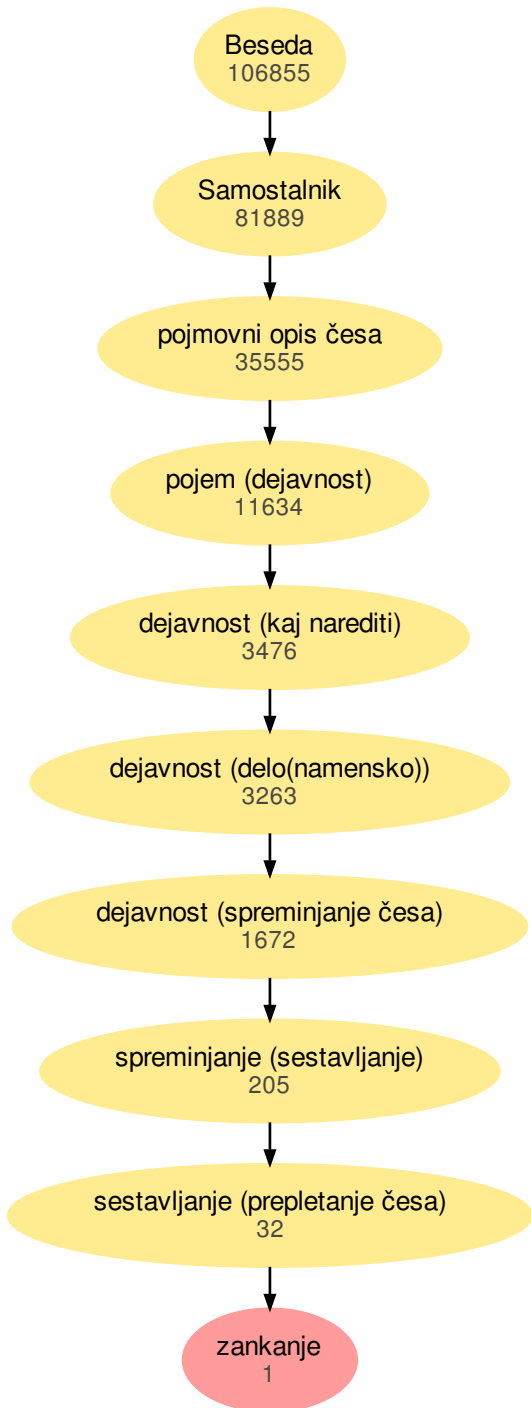 Beseda
106855
Samostalnik
81889
pojmovni opis česa
35555
pojem (dejavnost)
11634
dejavnost (kaj narediti)
3476
dejavnost (delo(namensko))
3263
dejavnost (spreminjanje česa)
1672
spreminjanje (sestavljanje)
205
sestavljanje (prepletanje česa)
32
zankanje
1